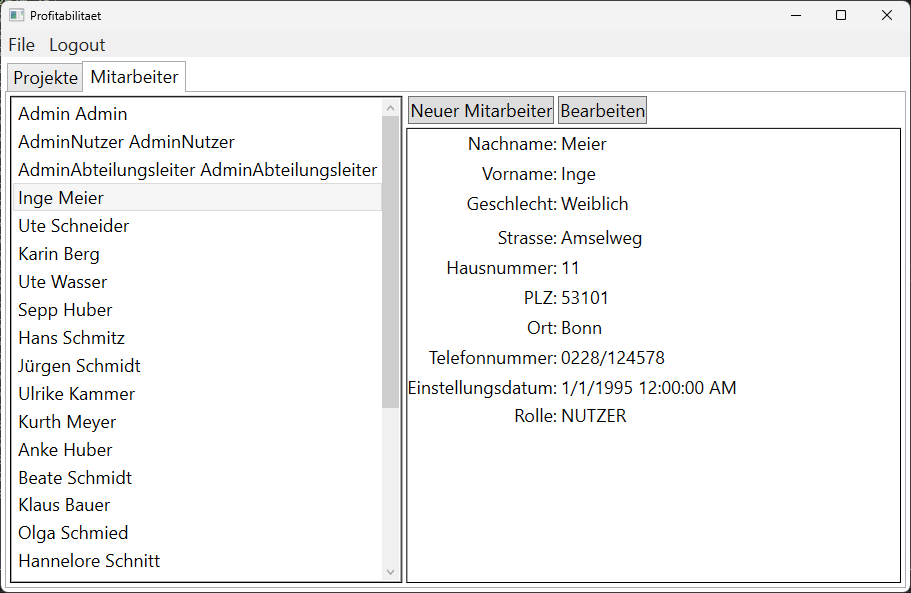 Profitabilitaet
File Logout
Projekte Mitarbeiter
Admin Admin
AdminNutzer AdminNutzer
AdminAbteilungsleiter AdminAbteilungsleiter
Inge Meier
Ute Schneider
Karin Berg
Ute Wasser
Sepp Huber
Hans Schmitz
Jürgen Schmidt
Ulrike Kammer
Kurth Meyer
Anke Huber
Beate Schmidt
Klaus Bauer
Olga Schmied
Hannelore Schnitt
Neuer Mitarbeiter Bearbeiten
Nachname: Meier
Vorname: Inge
Geschlecht: Weiblich
Strasse: Amselweg
Hausnummer: 11
PLZ: 53101
Ort: Bonn
Telefonnummer: 0228/124578
Einstellungsdatum: 1/1/1995 12:00:00 AM
Rolle: NUTZER